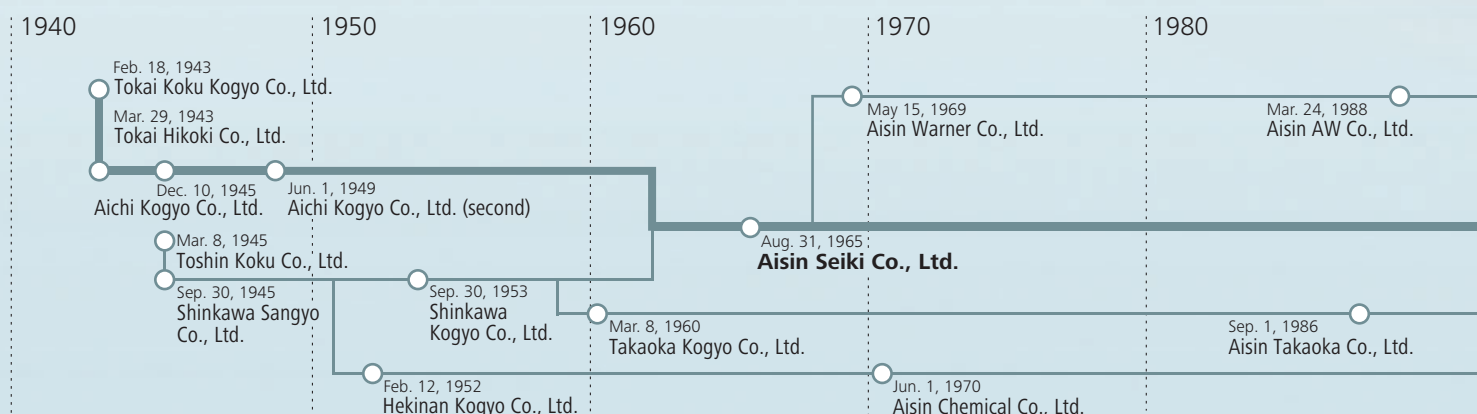 1940
1950
1960
1970
1980
Feb. 18, 1943
Tokai Koku Kogyo Co., Ltd.
Mar. 29, 1943
Tokai Hikoki Co., Ltd.
May 15, 1969
Aisin Warner Co., Ltd.
Mar. 24, 1988
Aisin AW Co., Ltd.
Dec. 10, 1945
Aichi Kogyo Co., Ltd.
Jun. 1, 1949
Aichi Kogyo Co., Ltd. (second)
Mar. 8, 1945
Toshin Koku Co., Ltd.
Aug. 31, 1965
Aisin Seiki Co., Ltd.
Sep. 30, 1945
Shinkawa Sangyo
Co., Ltd.
Sep. 30, 1953
Shinkawa
Kogyo Co., Ltd.
Mar. 8, 1960
Takaoka Kogyo Co., Ltd.
Sep. 1, 1986
Aisin Takaoka Co., Ltd.
Feb. 12, 1952
Hekinan Kogyo Co., Ltd.
Jun. 1, 1970
Aisin Chemical Co., Ltd.